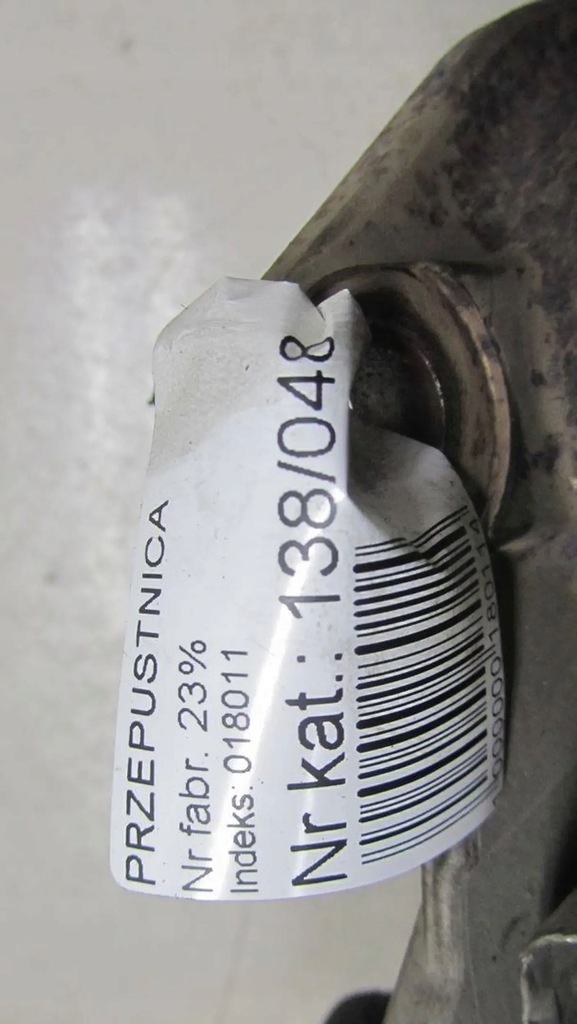 PRZEPUSTNICA
Nr fabr. 23%
Indeks: 018011
Nr kat.: 138/048